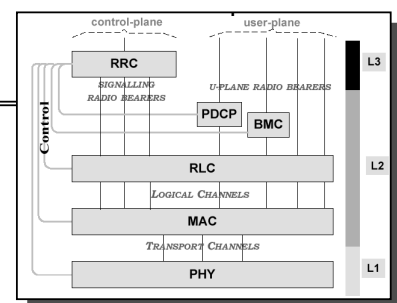 control-plane user-plane
RRC
L3
SIGNALLING RADIO BEARERS
U-PLANE RADIO BEARERS
PDCP
BMC
Control
RLC
L2
LOGICAL CHANNELS
MAC
TRANSPORT CHANNELS
PHY
L1